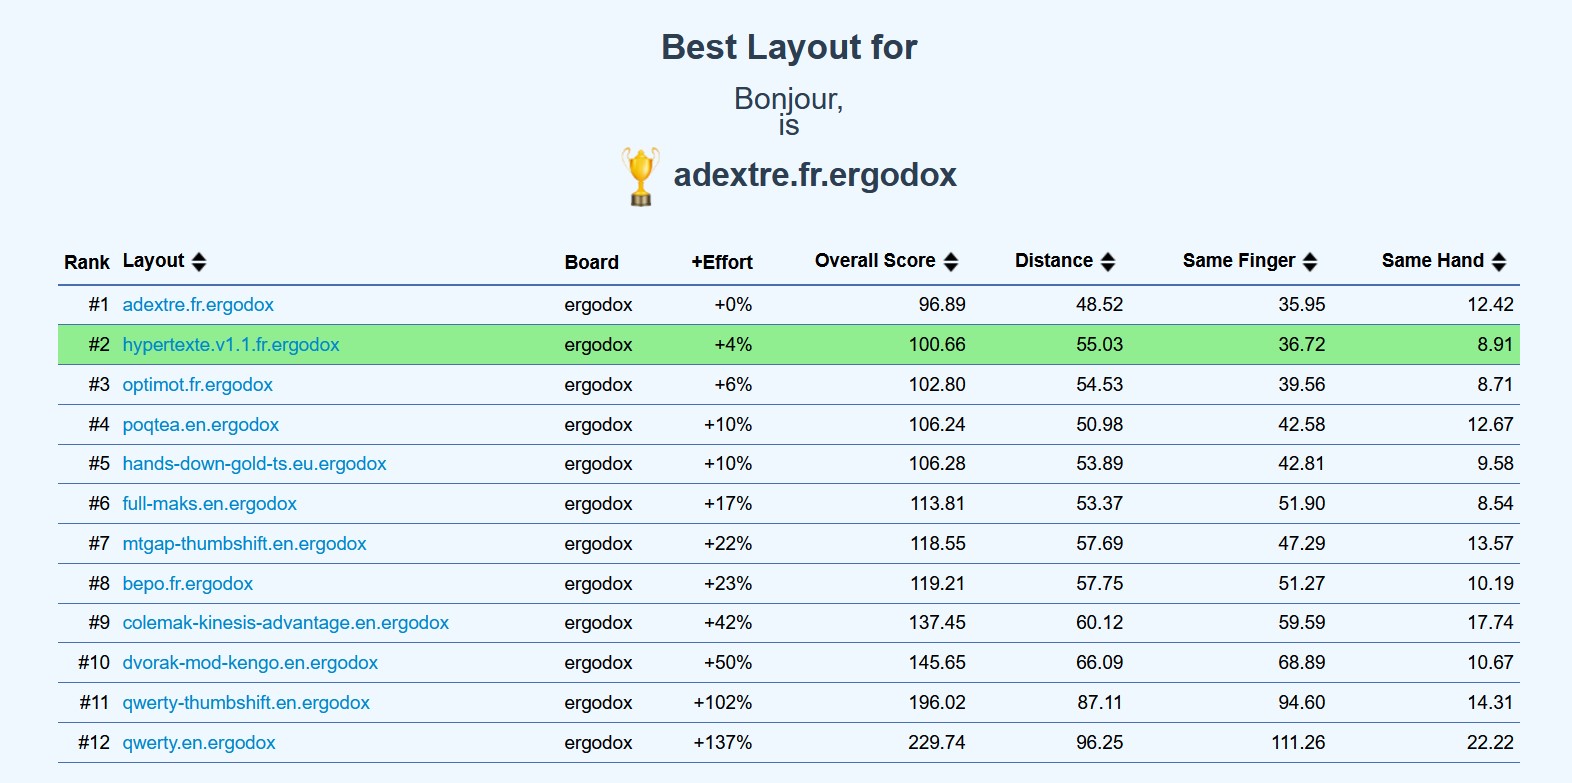 Best Layout for
Bonjour,
is
adextre.fr.ergodox
Rank Layout Board +Effort Overall Score Distance Same Finger Same Hand
#1 adextre.fr.ergodox ergodox +0% 96.89 48.52 35.95 12.42
#2 hypertexte.v1.1.fr.ergodox ergodox +4% 100.66 55.03 36.72 8.91
#3 optimot.fr.ergodox ergodox +6% 102.80 54.53 39.56 8.71
#4 poqtea.en.ergodox ergodox +10% 106.24 50.98 42.58 12.67
#5 hands-down-gold-ts.eu.ergodox ergodox +10% 106.28 53.89 42.81 9.58
#6 full-maks.en.ergodox ergodox +17% 113.81 53.37 51.90 8.54
#7 mtgap-thumbshift.en.ergodox ergodox +22% 118.55 57.69 47.29 13.57
#8 bepo.fr.ergodox ergodox +23% 119.21 57.75 51.27 10.19
#9 colemak-kinesis-advantage.en.ergodox ergodox +42% 137.45 60.12 59.59 17.74
#10 dvorak-mod-kengo.en.ergodox ergodox +50% 145.65 66.09 68.89 10.67
#11 qwerty-thumbshift.en.ergodox ergodox +102% 196.02 87.11 94.60 14.31
#12 qwerty.en.ergodox ergodox +137% 229.74 96.25 111.26 22.22